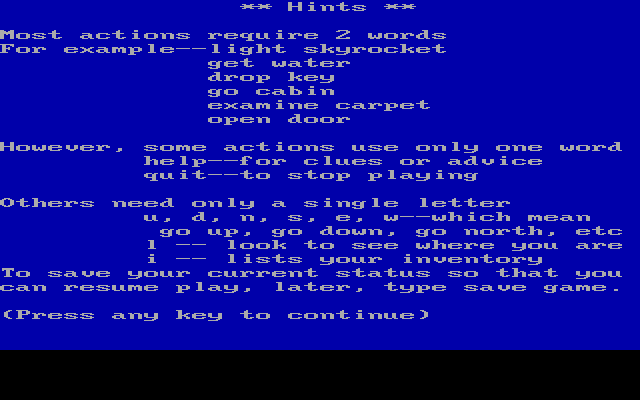 ** Hints **
Most actions require 2 words
For example--light skyrocket
get water
drop key
go cabin
examine carpet
open door
However, some actions use only one word
help--for clues or advice
quit--to stop playing
Others need only a single letter
u, d, n, s, e, w--which mean
go up, go down, go north, etc
l -- look to see where you are
i -- lists your inventory
To save your current status so that you
can resume play, later, type save game.
(Press any key to continue)